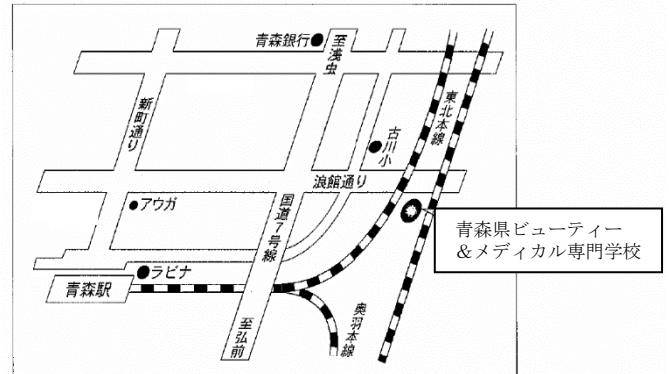 青森銀行
至浅虫
新町通り
東北本線
古川小
浪館通り
アウガ
国道7号線
青森県ビューティー
&メディカル専門学校
ラビナ
青森駅
至弘前
奥羽本線